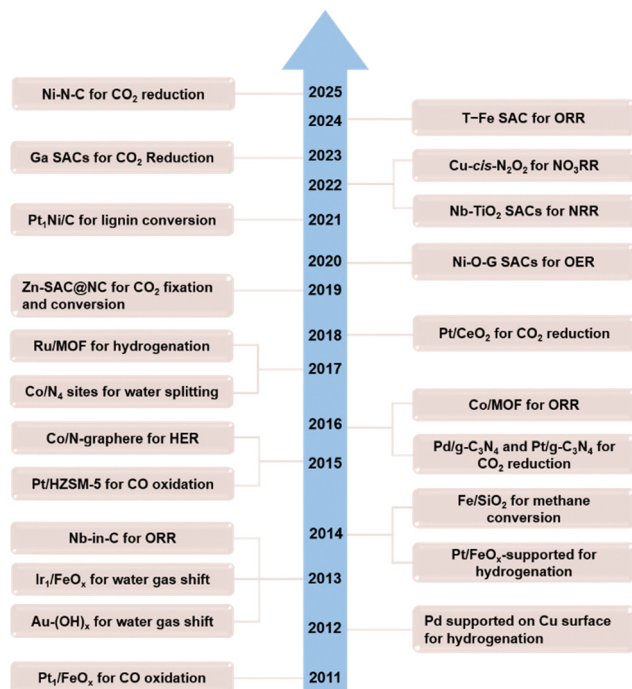 2025
Ni-N-C for CO₂ reduction
2024
T−Fe SAC for ORR
2023
Ga SACs for CO₂ Reduction
2022
Cu-cis-N₂O₂ for NO₃RR
Nb-TiO₂ SACs for NRR
2021
Pt₁Ni/C for lignin conversion
2020
Ni-O-G SACs for OER
2019
Zn-SAC@NC for CO₂ fixation
and conversion
2018
Pt/CeO₂ for CO₂ reduction
2017
Ru/MOF for hydrogenation
Co/N₄ sites for water splitting
2016
Co/MOF for ORR
Pd/g-C₃N₄ and Pt/g-C₃N₄ for
CO₂ reduction
2015
Co/N-graphere for HER
Pt/HZSM-5 for CO oxidation
2014
Fe/SiO₂ for methane
conversion
Pt/FeOₓ-supported for
hydrogenation
2013
Nb-in-C for ORR
Ir₁/FeOₓ for water gas shift
Au-(OH)ₓ for water gas shift
2012
Pd supported on Cu surface
for hydrogenation
2011
Pt₁/FeOₓ for CO oxidation